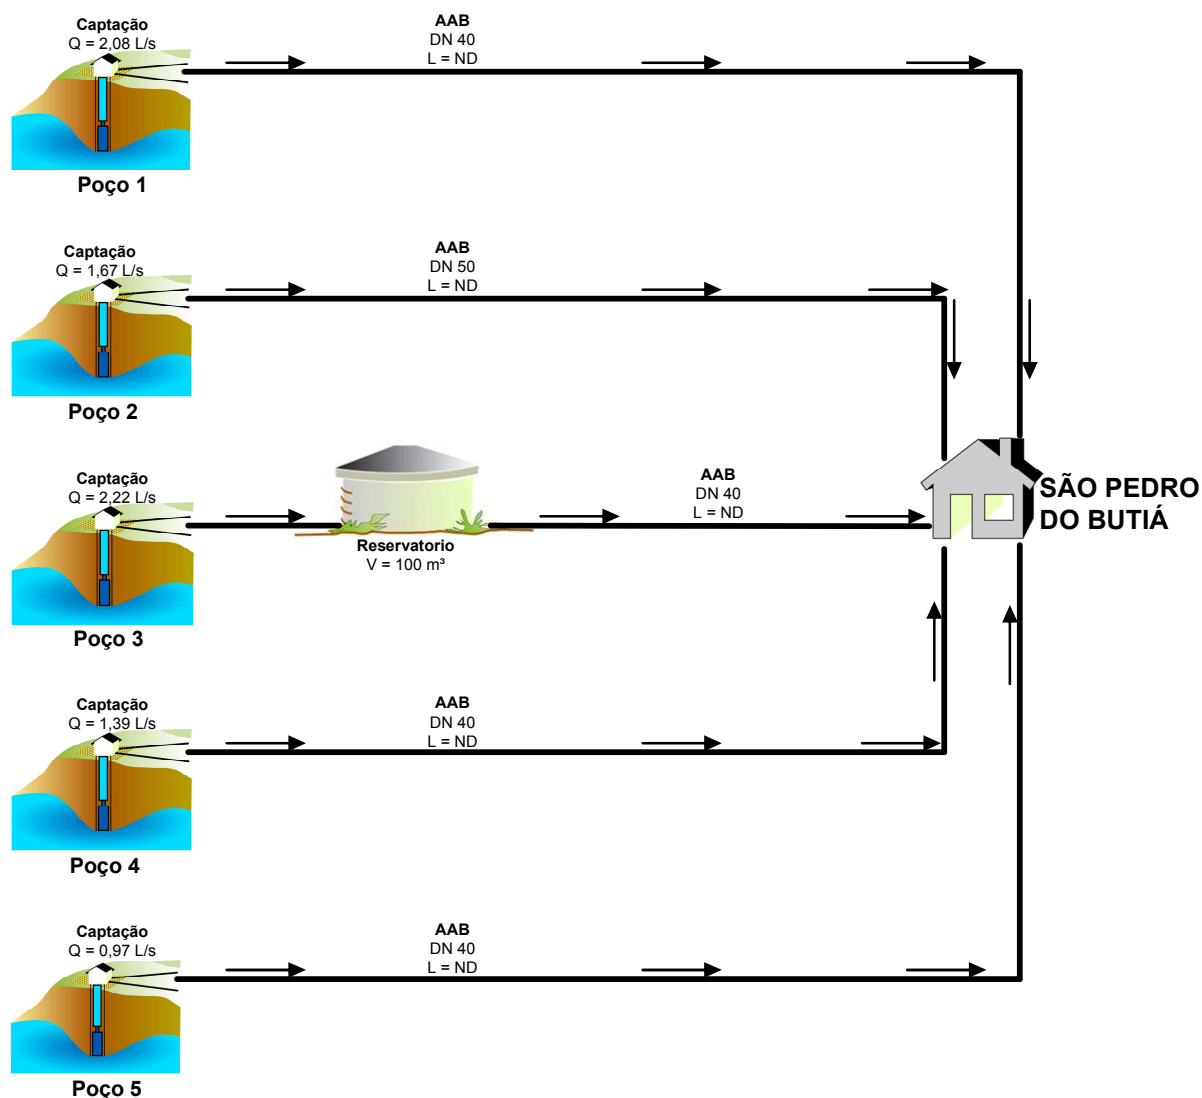 Captação
Q = 2,08 L/s
AAB
DN 40
L = ND
Poço 1
Captação
Q = 1,67 L/s
AAB
DN 50
L = ND
Poço 2
Captação
Q = 2,22 L/s
AAB
DN 40
L = ND
SÃO PEDRO
DO BUTIÁ
Reservatorio
V = 100 m³
Poço 3
Captação
Q = 1,39 L/s
AAB
DN 40
L = ND
Poço 4
Captação
Q = 0,97 L/s
AAB
DN 40
L = ND
Poço 5